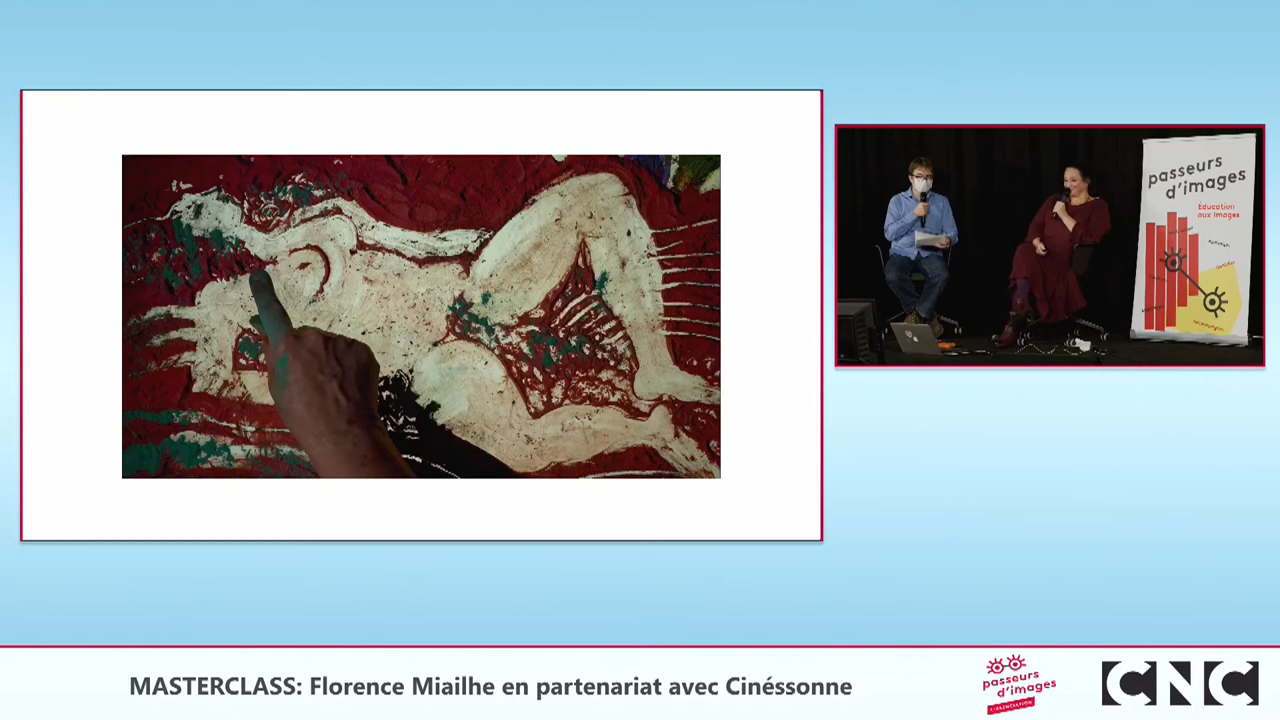 passeurs
d'images
Éducation
aux images
MASTERCLASS: Florence Miailhe en partenariat avec Cinéssonne
passeurs
d'images
CNC